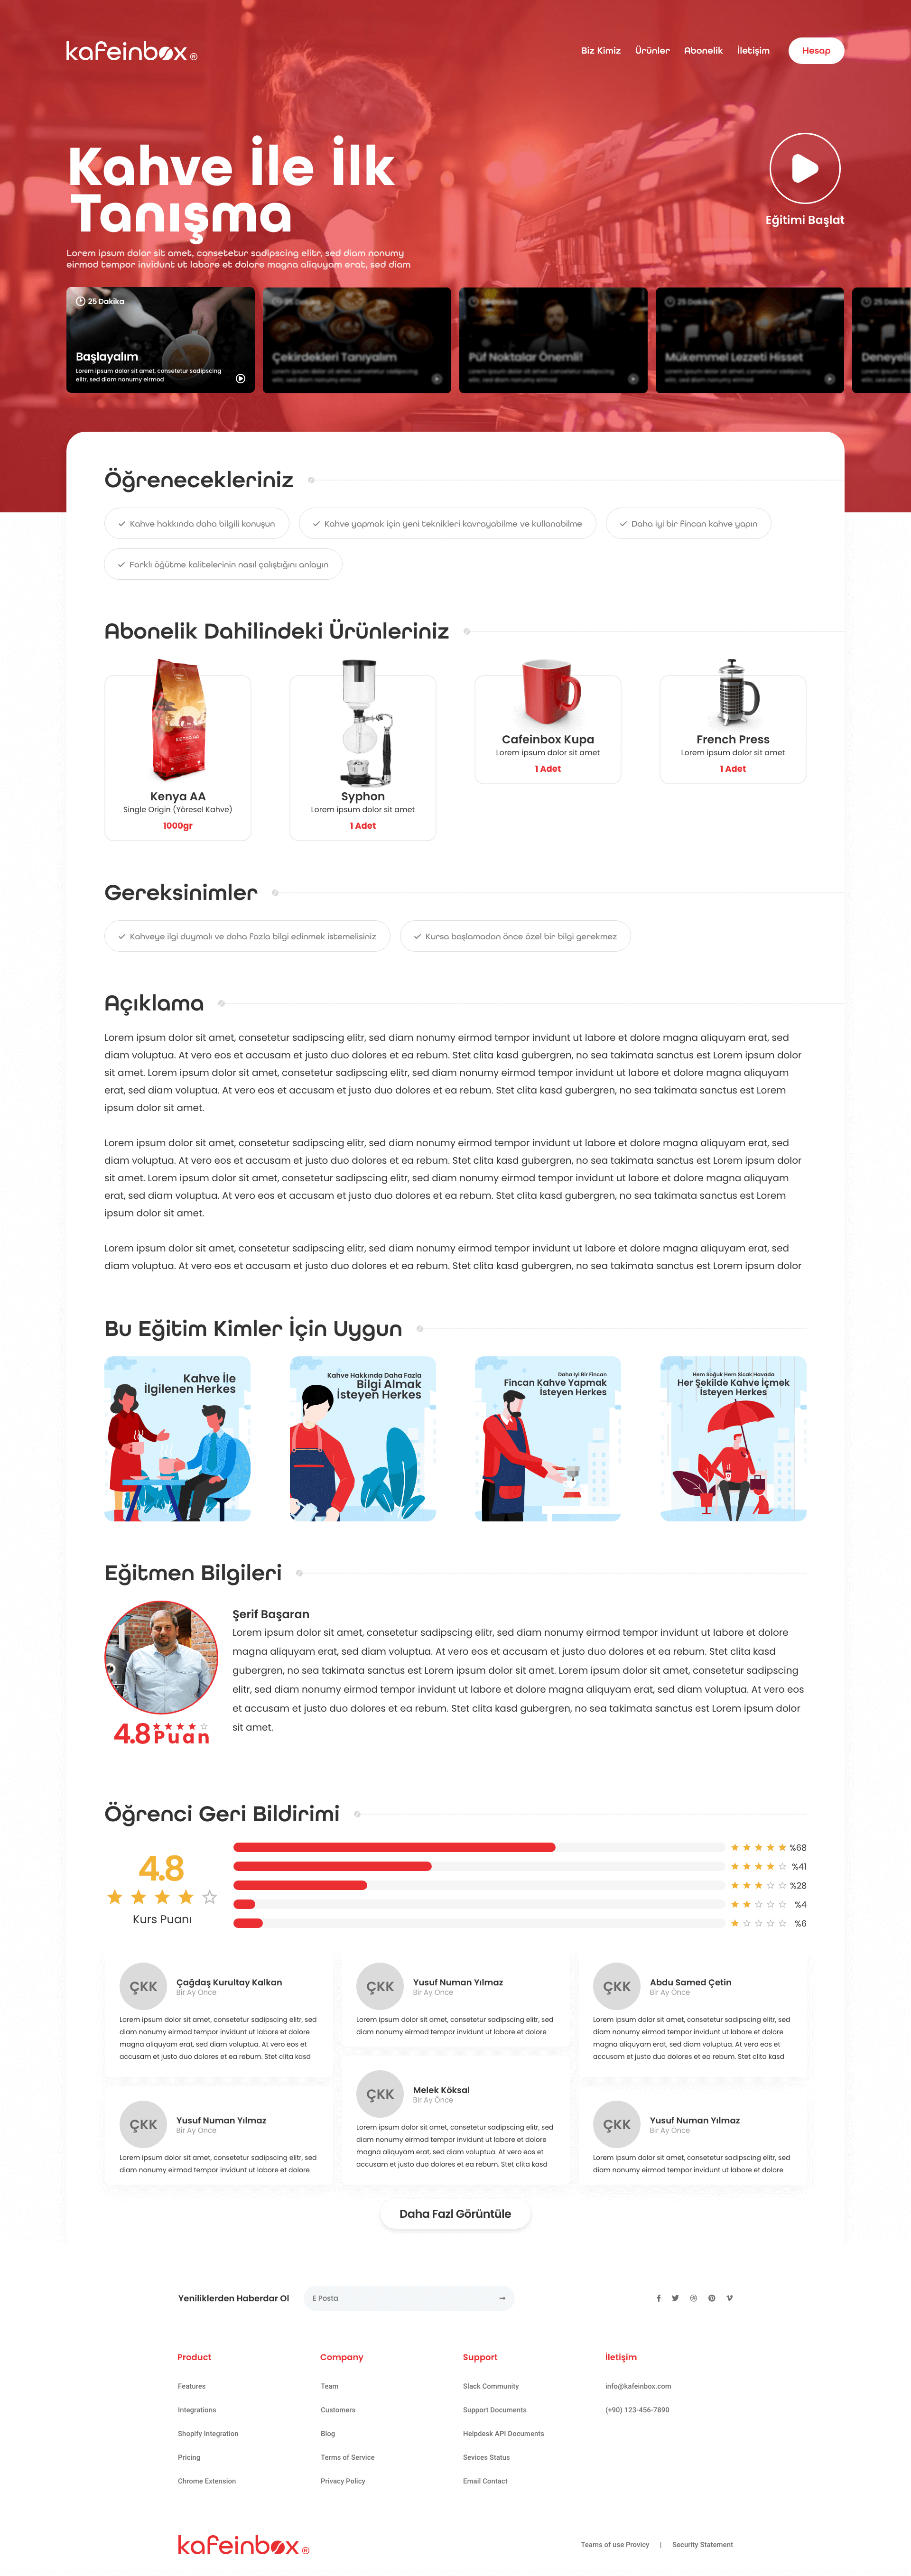 kafeinbox®
Biz Kimiz
Ürünler
Abonelik
İletişim
Hesap
Kahve İle İlk
Tanışma
Eğitimi Başlat
Lorem ipsum dolor sit amet, consetetur sadipscing elitr, sed diam nonumy
eirmod tempor invidunt ut labore et dolore magna aliquyam erat, sed diam
25 Dakika
Başlayalım
Lorem ipsum dolor sit amet, consetetur sadipscing
elitr, sed diam nonumy eirmod
25 Dakika
Çekirdekleri Tanıyalım
Lorem ipsum dolor sit amet, consetetur sadipscing
elitr, sed diam nonumy eirmod
Püf Noktalar Önemli!
Lorem ipsum dolor sit amet, consetetur sadipscing
elitr, sed diam nonumy eirmod
25 Dakika
Mükemmel Lezzeti Hisset
Lorem ipsum dolor sit amet, consetetur sadipscing
elitr, sed diam nonumy eirmod
Öğrenecekleriniz
Kahve hakkında daha bilgili konuşun
Kahve yapmak için yeni teknikleri kavrayabilme ve kullanabilme
Daha iyi bir fincan kahve yapın
Farklı öğütme kalitelerinin nasıl çalıştığını anlayın
Abonelik Dahilindeki Ürünleriniz
Kenya AA
Single Origin (Yöresel Kahve)
1000gr
Syphon
Lorem ipsum dolor sit amet
1 Adet
Cafeinbox Kupa
Lorem ipsum dolor sit amet
1 Adet
French Press
Lorem ipsum dolor sit amet
1 Adet
Gereksinimler
Kahveye ilgi duymalı ve daha fazla bilgi edinmek istemelisiniz
Kursa başlamadan önce özel bir bilgi gerekmez
Açıklama
Lorem ipsum dolor sit amet, consetetur sadipscing elitr, sed diam nonumy eirmod tempor invidunt ut labore et dolore magna aliquyam erat, sed
diam voluptua. At vero eos et accusam et justo duo dolores et ea rebum. Stet clita kasd gubergren, no sea takimata sanctus est Lorem ipsum dolor
sit amet. Lorem ipsum dolor sit amet, consetetur sadipscing elitr, sed diam nonumy eirmod tempor invidunt ut labore et dolore magna aliquyam
erat, sed diam voluptua. At vero eos et accusam et justo duo dolores et ea rebum. Stet clita kasd gubergren, no sea takimata sanctus est Lorem
ipsum dolor sit amet.
Lorem ipsum dolor sit amet, consetetur sadipscing elitr, sed diam nonumy eirmod tempor invidunt ut labore et dolore magna aliquyam erat, sed
diam voluptua. At vero eos et accusam et justo duo dolores et ea rebum. Stet clita kasd gubergren, no sea takimata sanctus est Lorem ipsum dolor
sit amet. Lorem ipsum dolor sit amet, consetetur sadipscing elitr, sed diam nonumy eirmod tempor invidunt ut labore et dolore magna aliquyam
erat, sed diam voluptua. At vero eos et accusam et justo duo dolores et ea rebum. Stet clita kasd gubergren, no sea takimata sanctus est Lorem
ipsum dolor sit amet.
Lorem ipsum dolor sit amet, consetetur sadipscing elitr, sed diam nonumy eirmod tempor invidunt ut labore et dolore magna aliquyam erat, sed
diam voluptua. At vero eos et accusam et justo duo dolores et ea rebum. Stet clita kasd gubergren, no sea takimata sanctus est Lorem ipsum dolor
Bu Eğitim Kimler İçin Uygun
Kahve İle
İlgilenen Herkes
Kahve Hakkında Daha Fazla
Bilgi Almak
İsteyen Herkes
Daha İyi Bir Fincan
Fincan Kahve Yapmak
İsteyen Herkes
Hem Soğuk Hem Sıcak Havada
Her Şekilde Kahve İçmek
İsteyen Herkes
Eğitmen Bilgileri
Şerif Başaran
Lorem ipsum dolor sit amet, consetetur sadipscing elitr, sed diam nonumy eirmod tempor invidunt ut labore et dolore
magna aliquyam erat, sed diam voluptua. At vero eos et accusam et justo duo dolores et ea rebum. Stet clita kasd
gubergren, no sea takimata sanctus est Lorem ipsum dolor sit amet. Lorem ipsum dolor sit amet, consetetur sadipscing
elitr, sed diam nonumy eirmod tempor invidunt ut labore et dolore magna aliquyam erat, sed diam voluptua. At vero eos
et accusam et justo duo dolores et ea rebum. Stet clita kasd gubergren, no sea takimata sanctus est Lorem ipsum dolor
sit amet.
4.8 Puan
Öğrenci Geri Bildirimi
4.8
Kurs Puanı
%68
%41
%28
%4
%6
ÇKK
Çağdaş Kurultay Kalkan
Bir Ay Önce
Lorem ipsum dolor sit amet, consetetur sadipscing elitr, sed
diam nonumy eirmod tempor invidunt ut labore et dolore
magna aliquyam erat, sed diam voluptua. At vero eos et
accusam et justo duo dolores et ea rebum. Stet clita kasd
ÇKK
Yusuf Numan Yılmaz
Bir Ay Önce
Lorem ipsum dolor sit amet, consetetur sadipscing elitr, sed
diam nonumy eirmod tempor invidunt ut labore et dolore
ÇKK
Abdu Samed Çetin
Bir Ay Önce
Lorem ipsum dolor sit amet, consetetur sadipscing elitr, sed
diam nonumy eirmod tempor invidunt ut labore et dolore
magna aliquyam erat, sed diam voluptua. At vero eos et
accusam et justo duo dolores et ea rebum. Stet clita kasd
ÇKK
Yusuf Numan Yılmaz
Bir Ay Önce
Lorem ipsum dolor sit amet, consetetur sadipscing elitr, sed
diam nonumy eirmod tempor invidunt ut labore et dolore
ÇKK
Melek Köksal
Bir Ay Önce
Lorem ipsum dolor sit amet, consetetur sadipscing elitr, sed
diam nonumy eirmod tempor invidunt ut labore et dolore
magna aliquyam erat, sed diam voluptua. At vero eos et
accusam et justo duo dolores et ea rebum. Stet clita kasd
ÇKK
Yusuf Numan Yılmaz
Bir Ay Önce
Lorem ipsum dolor sit amet, consetetur sadipscing elitr, sed
diam nonumy eirmod tempor invidunt ut labore et dolore
Daha Fazl Görüntüle
Yeniliklerden Haberdar Ol
E Posta
Product
Features
Integrations
Shopify Integration
Pricing
Chrome Extension
Company
Team
Customers
Blog
Terms of Service
Privacy Policy
Support
Slack Community
Support Documents
Helpdesk API Documents
Sevices Status
Email Contact
İletişim
info@kafeinbox.com
(+90) 123-456-7890
kafeinbox®
Teams of use Provicy | Security Statement